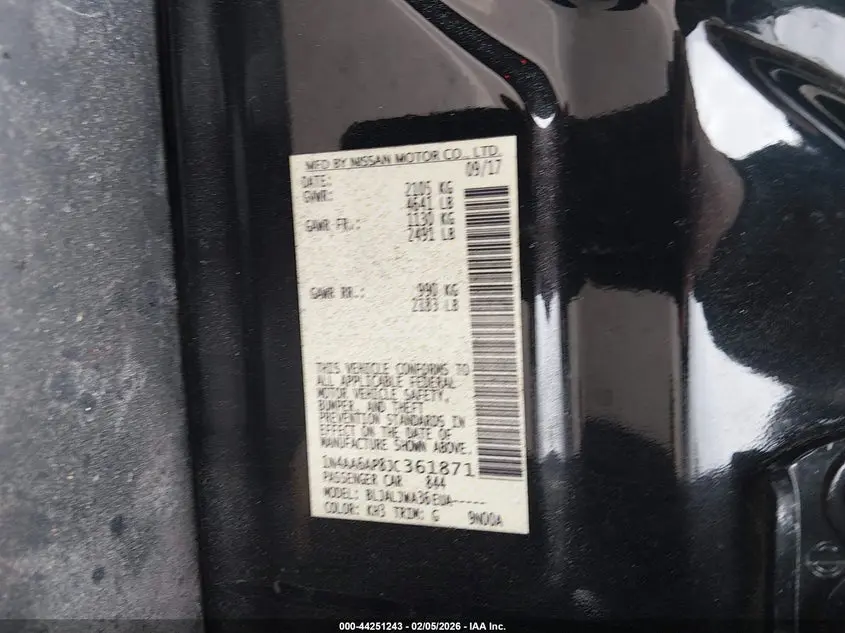 MFD BY NISSAN MOTOR CO., LTD.
DATE: 09/17
GVWR: 2105 KG
4641 LB
GAWR FR.: 1130 KG
2491 LB
GAWR RR.: 990 KG
2183 LB
THIS VEHICLE CONFORMS TO
ALL APPLICABLE FEDERAL
MOTOR VEHICLE SAFETY,
BUMPER, AND THEFT
PREVENTION STANDARDS IN
EFFECT ON THE DATE OF
MANUFACTURE SHOWN ABOVE.
1N4AA6AP8JC361871
PASSENGER CAR 844
MODEL: BLJALJWA36EUA-----
COLOR: KH3 TRIM: G 9N00A
000-44251243 - 02/05/2026 - IAA Inc.